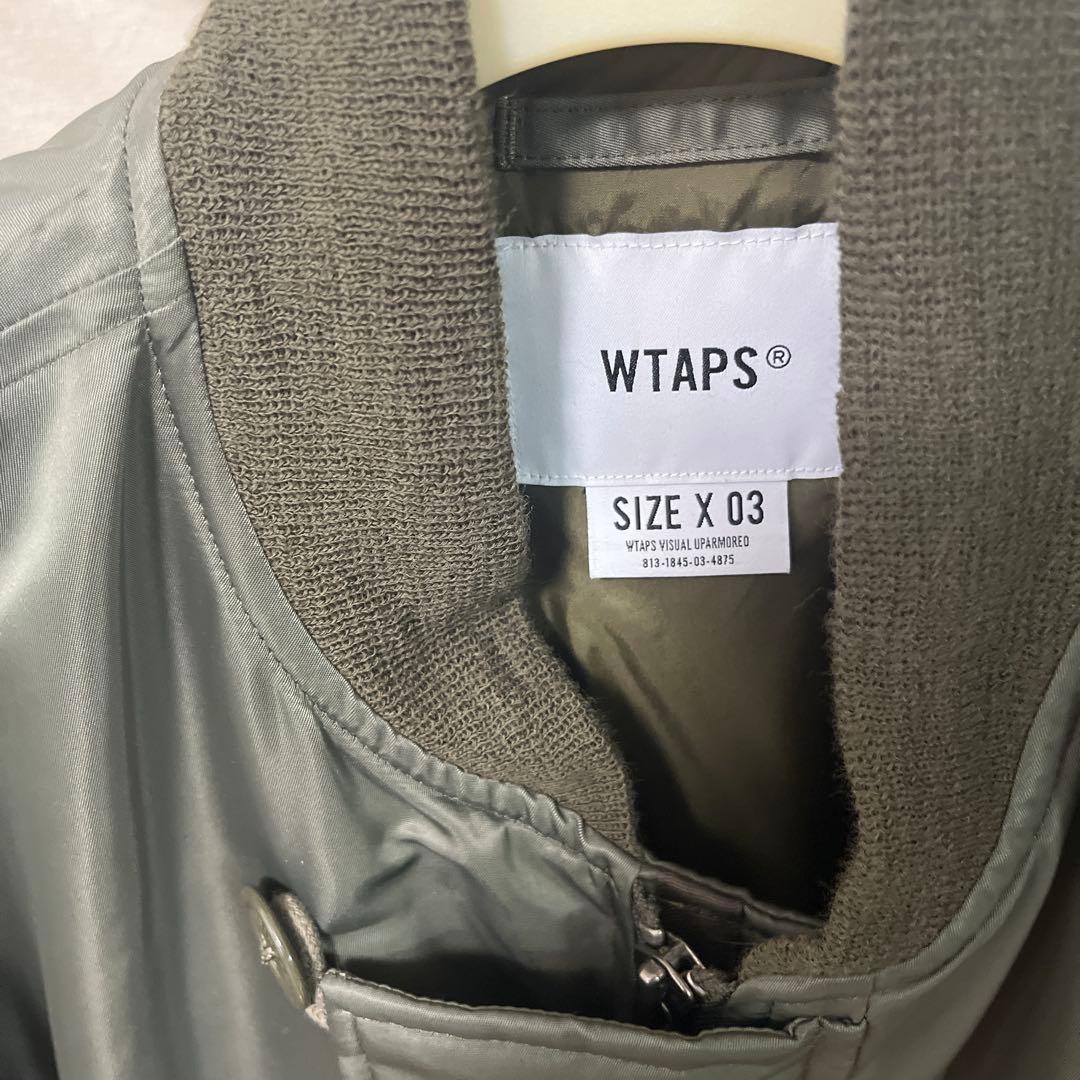 WTAPS®
SIZE X 03
WTAPS VISUAL UPARMORED
813-1845-03-4875